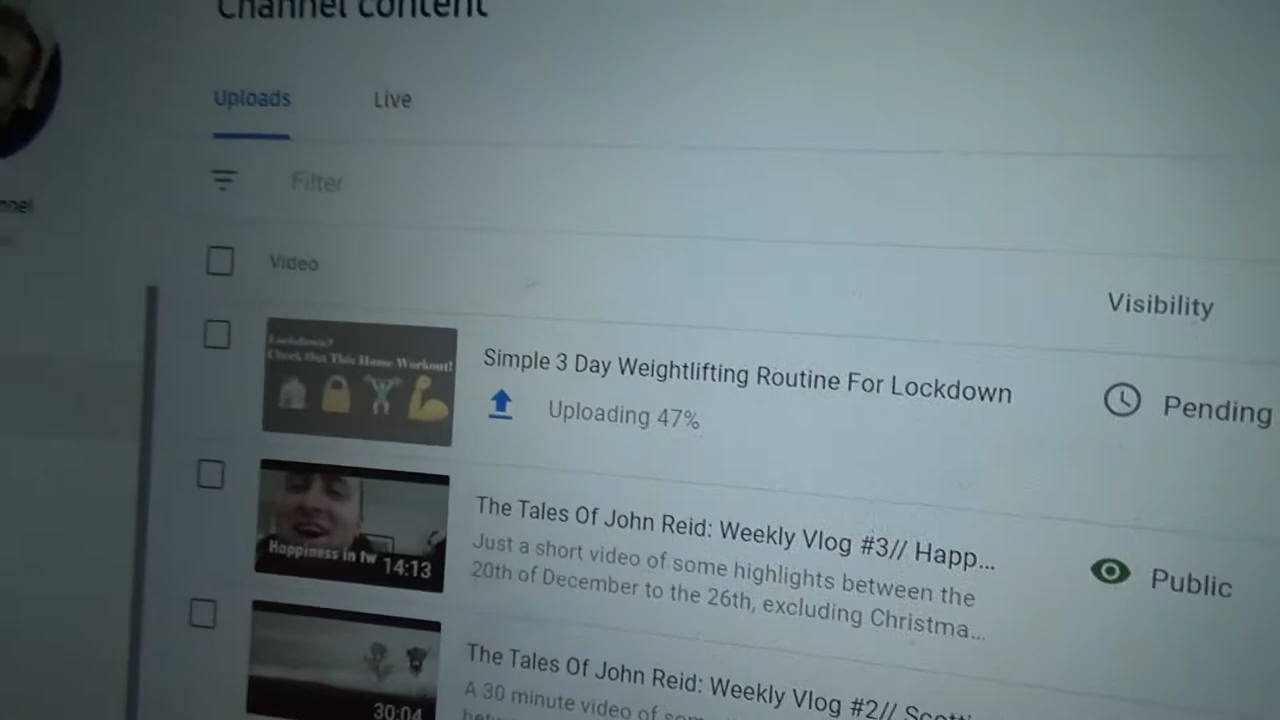 Channel content
Uploads
Live
Filter
Video
Visibility
Lockdown?
Check Out This Home Workout!
Simple 3 Day Weightlifting Routine For Lockdown
Uploading 47%
Pending
Happiness in tw
14:13
The Tales Of John Reid: Weekly Vlog #3// Happ...
Just a short video of some highlights between the
20th of December to the 26th, excluding Christma...
Public
30:04
The Tales Of John Reid: Weekly Vlog #2//
A 30 minute video of